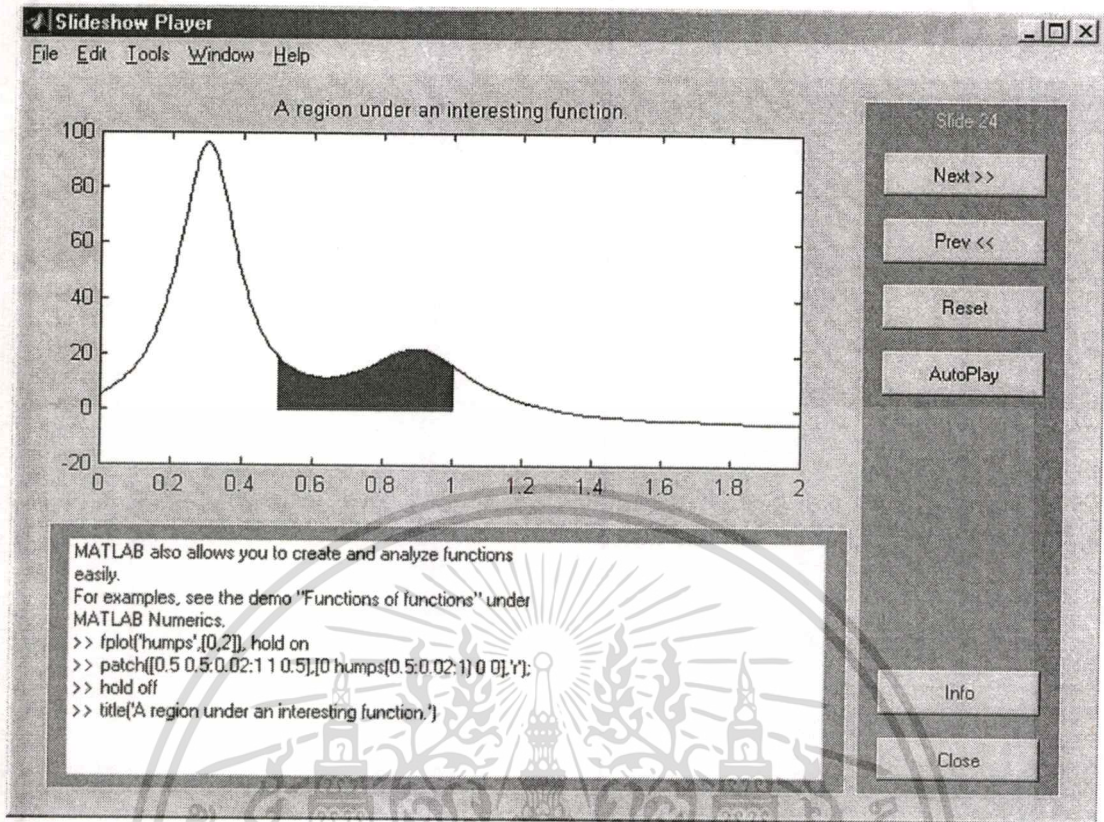 Slideshow Player
File Edit Tools Window Help
A region under an interesting function.
100
80
60
40
20
0
-20
0 0.2 0.4 0.6 0.8 1 1.2 1.4 1.6 1.8 2
Slide 24
Next >>
Prev <<
Reset
AutoPlay
Info
Close
MATLAB also allows you to create and analyze functions
easily.
For examples, see the demo "Functions of functions" under
MATLAB Numerics.
>> fplot('humps',[0,2]), hold on
>> patch([0.5 0.5:0.02:1 1 0.5],[0 humps(0.5:0.02:1) 0 0],'r');
>> hold off
>> title('A region under an interesting function.')